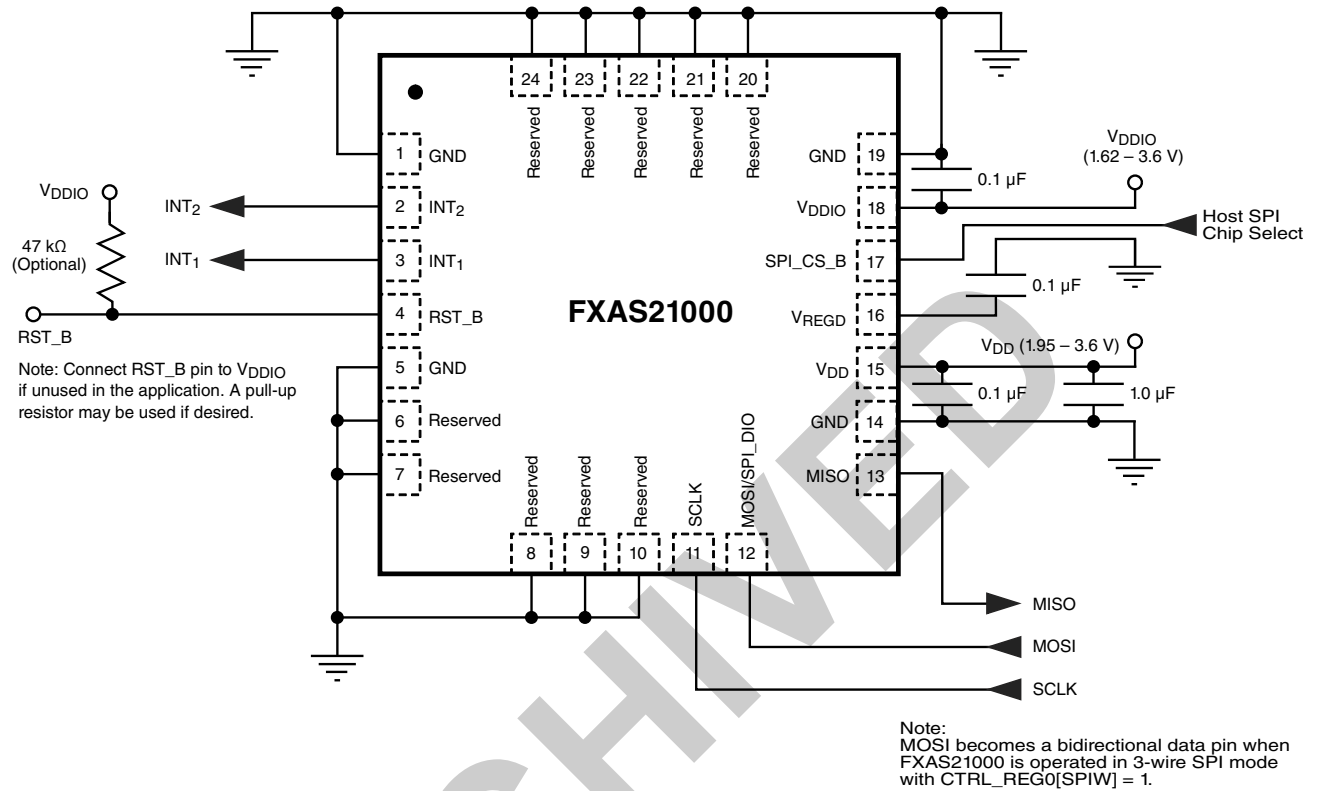 24
23
22
21
20
Reserved
Reserved
Reserved
Reserved
Reserved
1
GND
2
INT2
3
INT1
4
RST_B
5
GND
6
Reserved
7
Reserved
GND
19
VDDIO
18
SPI_CS_B
17
VREGD
16
VDD
15
GND
14
MISO
13
FXAS21000
Reserved
Reserved
Reserved
SCLK
MOSI/SPI_DIO
8
9
10
11
12
VDDIO
INT2
47 kΩ
(Optional)
INT1
RST_B
Note: Connect RST_B pin to VDDIO
if unused in the application. A pull-up
resistor may be used if desired.
VDDIO
(1.62 – 3.6 V)
0.1 µF
Host SPI
Chip Select
0.1 µF
VDD (1.95 – 3.6 V)
0.1 µF
1.0 µF
MISO
MOSI
SCLK
Note:
MOSI becomes a bidirectional data pin when
FXAS21000 is operated in 3-wire SPI mode
with CTRL_REG0[SPIW] = 1.
CHIVED